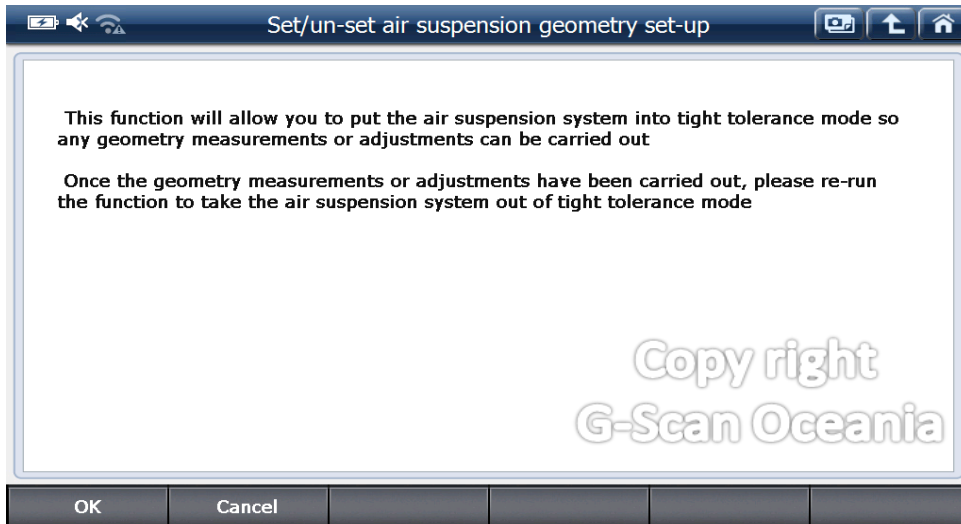 Set/un-set air suspension geometry set-up
This function will allow you to put the air suspension system into tight tolerance mode so
any geometry measurements or adjustments can be carried out
Once the geometry measurements or adjustments have been carried out, please re-run
the function to take the air suspension system out of tight tolerance mode
Copy right
G-Scan Oceania
OK Cancel